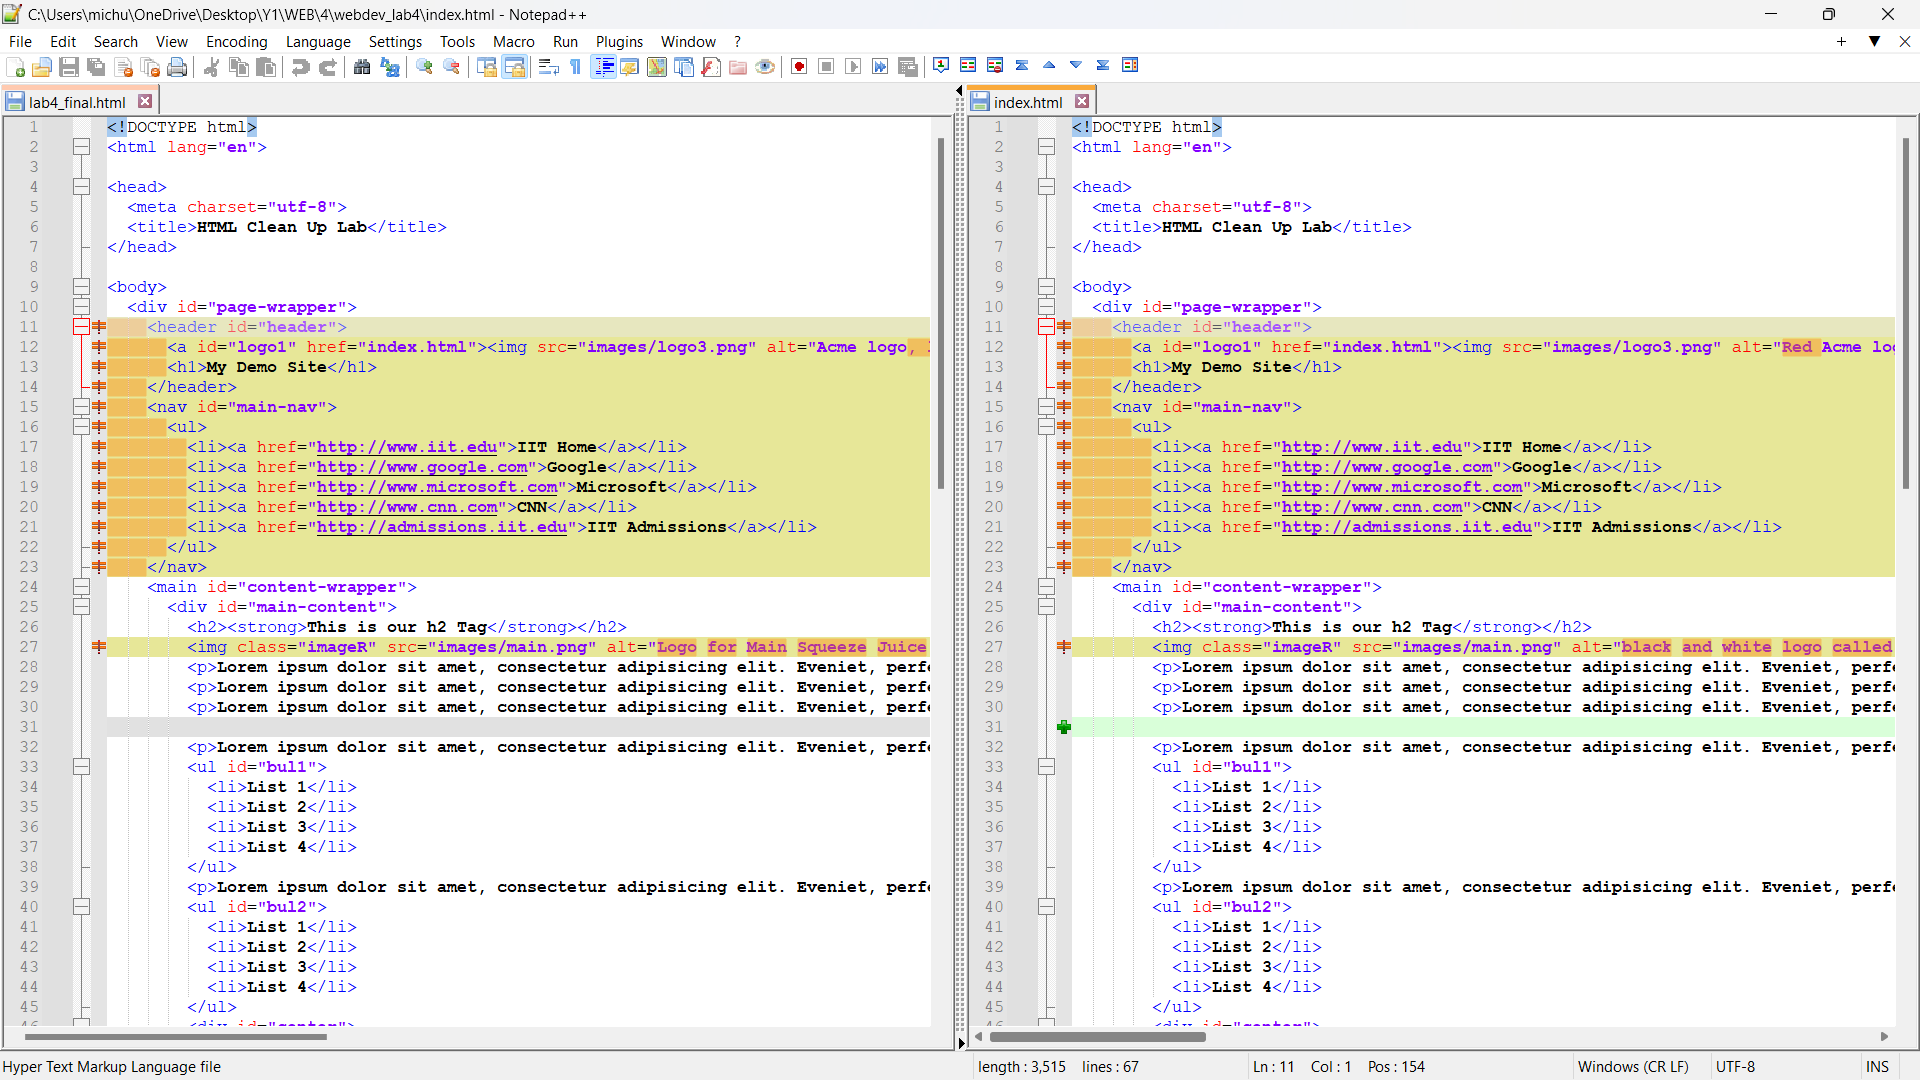 C:\Users\michu\OneDrive\Desktop\Y1\WEB\4\webdev_lab4\index.html - Notepad++
File Edit Search View Encoding Language Settings Tools Macro Run Plugins Window ?
lab4_final.html
1 <!DOCTYPE html>
2 <html lang="en">
3
4 <head>
5 <meta charset="utf-8">
6 <title>HTML Clean Up Lab</title>
7 </head>
8
9 <body>
10 <div id="page-wrapper">
11 <header id="header">
12 <a id="logo1" href="index.html"><img src="images/logo3.png" alt="Acme logo,
13 <h1>My Demo Site</h1>
14 </header>
15 <nav id="main-nav">
16 <ul>
17 <li><a href="http://www.iit.edu">IIT Home</a></li>
18 <li><a href="http://www.google.com">Google</a></li>
19 <li><a href="http://www.microsoft.com">Microsoft</a></li>
20 <li><a href="http://www.cnn.com">CNN</a></li>
21 <li><a href="http://admissions.iit.edu">IIT Admissions</a></li>
22 </ul>
23 </nav>
24 <main id="content-wrapper">
25 <div id="main-content">
26 <h2><strong>This is our h2 Tag</strong></h2>
27 <img class="imageR" src="images/main.png" alt="Logo for Main Squeeze Juice
28 <p>Lorem ipsum dolor sit amet, consectetur adipisicing elit. Eveniet, perf
29 <p>Lorem ipsum dolor sit amet, consectetur adipisicing elit. Eveniet, perf
30 <p>Lorem ipsum dolor sit amet, consectetur adipisicing elit. Eveniet, perf
31
32 <p>Lorem ipsum dolor sit amet, consectetur adipisicing elit. Eveniet, perf
33 <ul id="bul1">
34 <li>List 1</li>
35 <li>List 2</li>
36 <li>List 3</li>
37 <li>List 4</li>
38 </ul>
39 <p>Lorem ipsum dolor sit amet, consectetur adipisicing elit. Eveniet, perf
40 <ul id="bul2">
41 <li>List 1</li>
42 <li>List 2</li>
43 <li>List 3</li>
44 <li>List 4</li>
45 </ul>
46 <div id="center">
index.html
1 <!DOCTYPE html>
2 <html lang="en">
3
4 <head>
5 <meta charset="utf-8">
6 <title>HTML Clean Up Lab</title>
7 </head>
8
9 <body>
10 <div id="page-wrapper">
11 <header id="header">
12 <a id="logo1" href="index.html"><img src="images/logo3.png" alt="Red Acme lo
13 <h1>My Demo Site</h1>
14 </header>
15 <nav id="main-nav">
16 <ul>
17 <li><a href="http://www.iit.edu">IIT Home</a></li>
18 <li><a href="http://www.google.com">Google</a></li>
19 <li><a href="http://www.microsoft.com">Microsoft</a></li>
20 <li><a href="http://www.cnn.com">CNN</a></li>
21 <li><a href="http://admissions.iit.edu">IIT Admissions</a></li>
22 </ul>
23 </nav>
24 <main id="content-wrapper">
25 <div id="main-content">
26 <h2><strong>This is our h2 Tag</strong></h2>
27 <img class="imageR" src="images/main.png" alt="black and white logo called
28 <p>Lorem ipsum dolor sit amet, consectetur adipisicing elit. Eveniet, perf
29 <p>Lorem ipsum dolor sit amet, consectetur adipisicing elit. Eveniet, perf
30 <p>Lorem ipsum dolor sit amet, consectetur adipisicing elit. Eveniet, perf
31
32 <p>Lorem ipsum dolor sit amet, consectetur adipisicing elit. Eveniet, perf
33 <ul id="bul1">
34 <li>List 1</li>
35 <li>List 2</li>
36 <li>List 3</li>
37 <li>List 4</li>
38 </ul>
39 <p>Lorem ipsum dolor sit amet, consectetur adipisicing elit. Eveniet, perf
40 <ul id="bul2">
41 <li>List 1</li>
42 <li>List 2</li>
43 <li>List 3</li>
44 <li>List 4</li>
45 </ul>
46 <div id="center">
Hyper Text Markup Language file length : 3,515 lines : 67 Ln : 11 Col : 1 Pos : 154 Windows (CR LF) UTF-8 INS